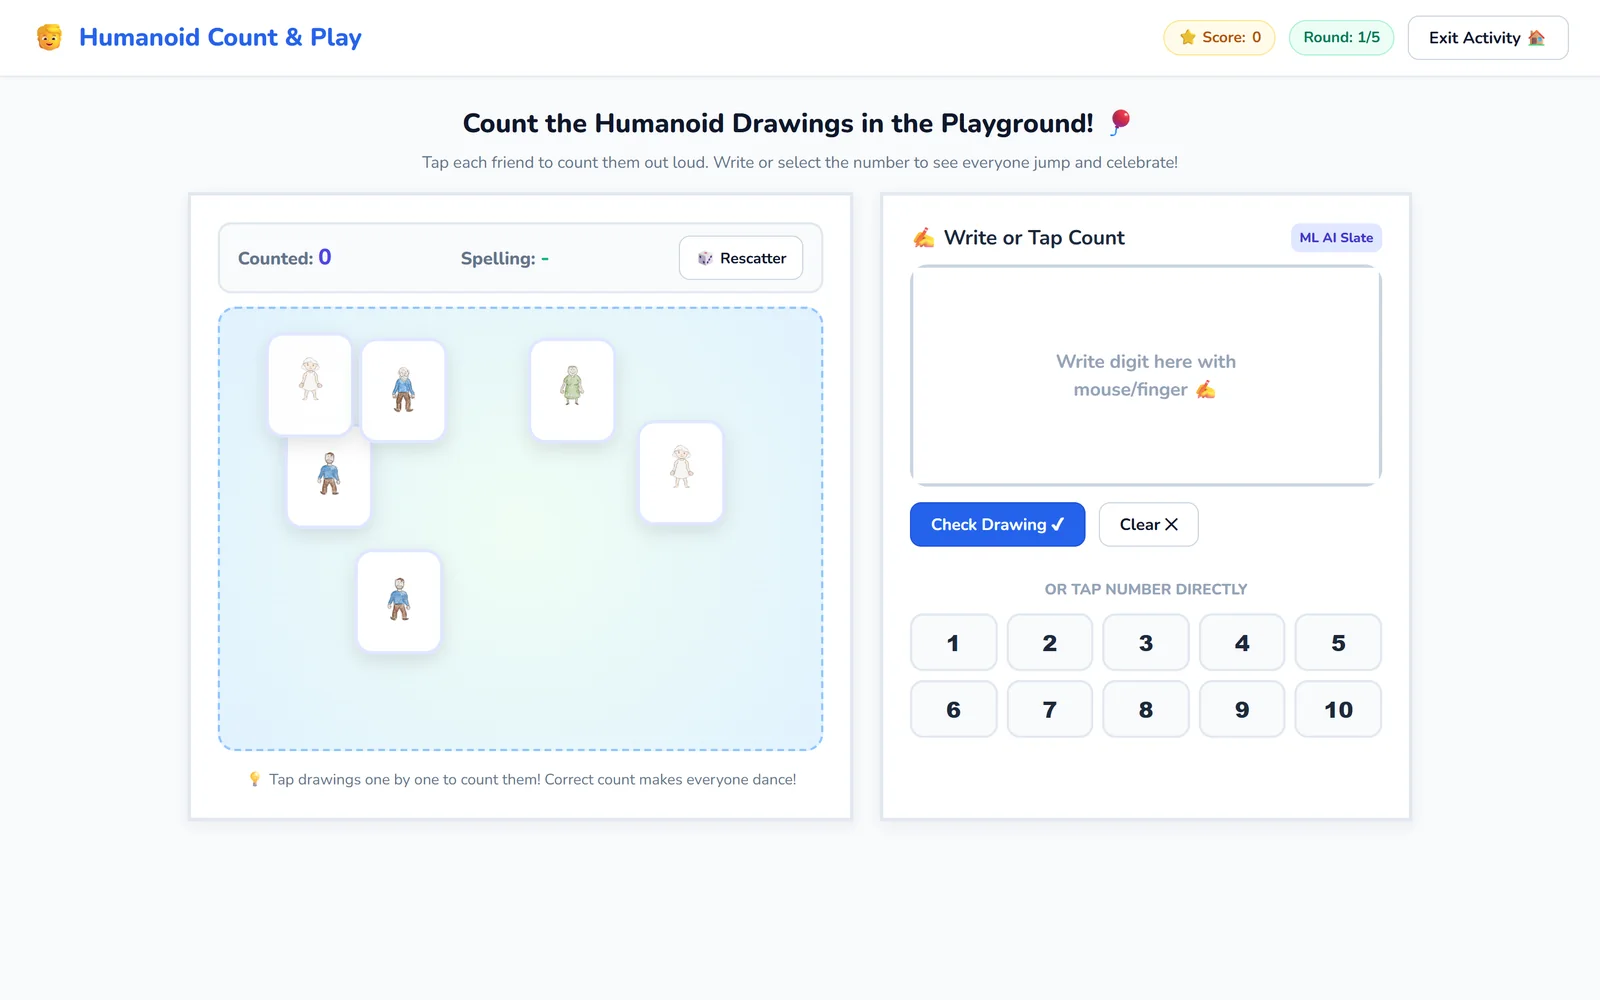 Humanoid Count & Play
Score: 0
Round: 1/5
Exit Activity
Count the Humanoid Drawings in the Playground!
Tap each friend to count them out loud. Write or select the number to see everyone jump and celebrate!
Counted: 0
Spelling: -
Rescatter
Tap drawings one by one to count them! Correct count makes everyone dance!
Write or Tap Count
ML AI Slate
Write digit here with
mouse/finger
Check Drawing ✓
Clear ✕
OR TAP NUMBER DIRECTLY
1 2 3 4 5
6 7 8 9 10